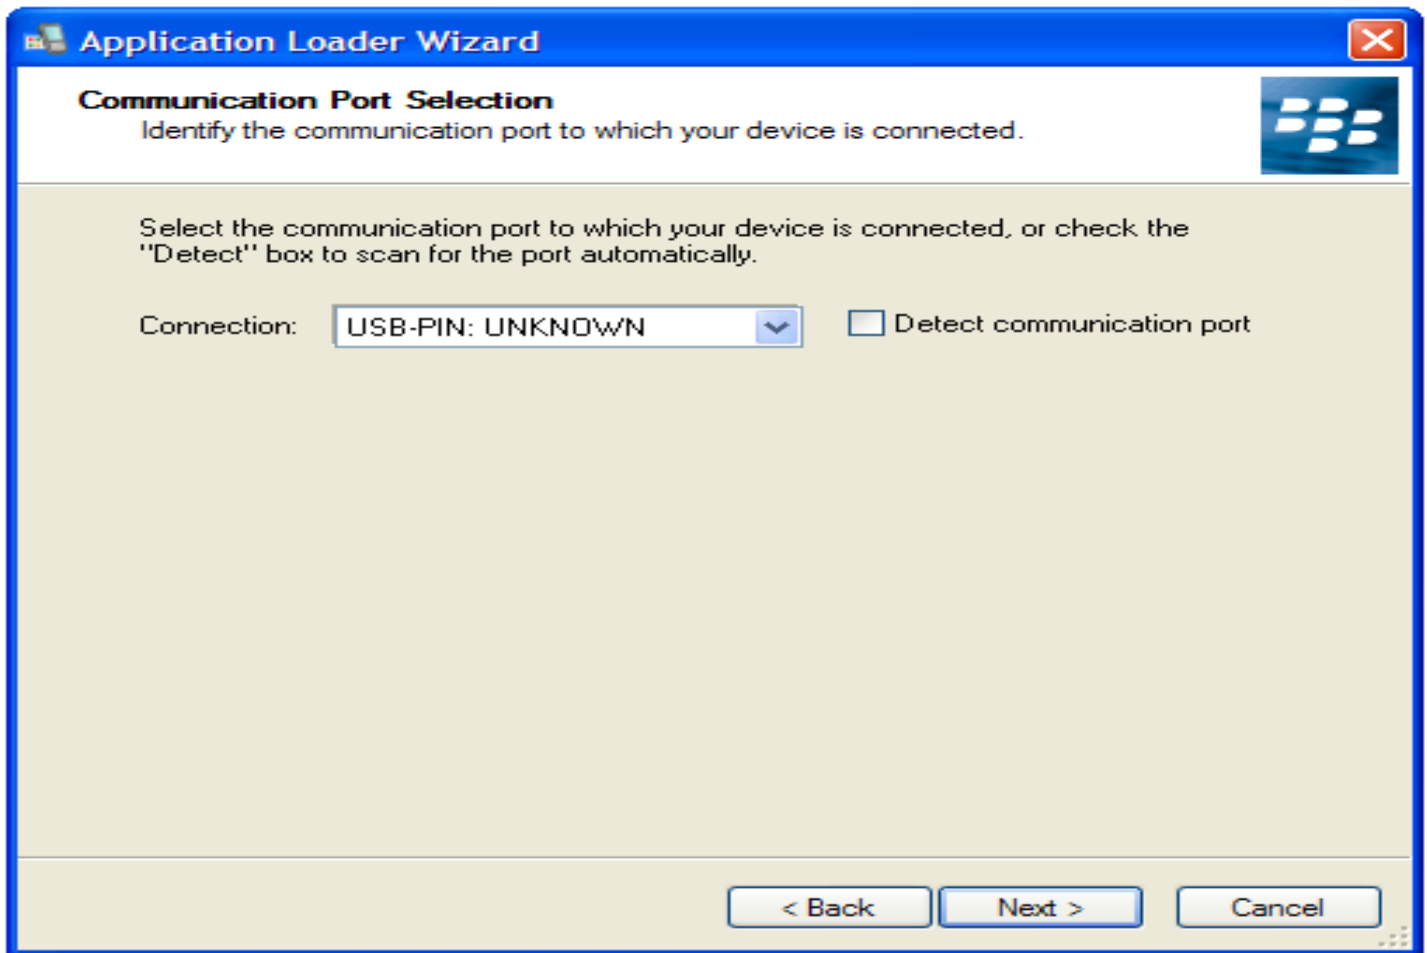 Application Loader Wizard
Communication Port Selection
Identify the communication port to which your device is connected.
Select the communication port to which your device is connected, or check the
"Detect" box to scan for the port automatically.
Connection: USB-PIN: UNKNOWN Detect communication port
< Back Next > Cancel